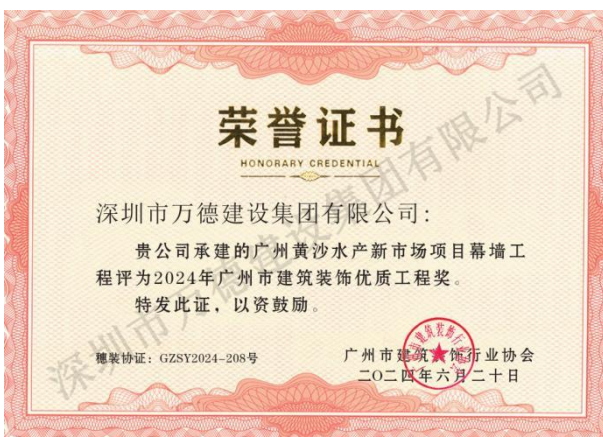 荣誉证书
HONORARY CREDENTIAL
深圳市万德建设集团有限公司:
贵公司承建的广州黄沙水产新市场项目幕墙工
程评为2024年广州市建筑装饰优质工程奖。
特发此证，以资鼓励。
穗装协证：GZSY2024-208号
广州市建筑装饰行业协会
二〇二四年六月二十日
深圳市万德建设集团有限公司